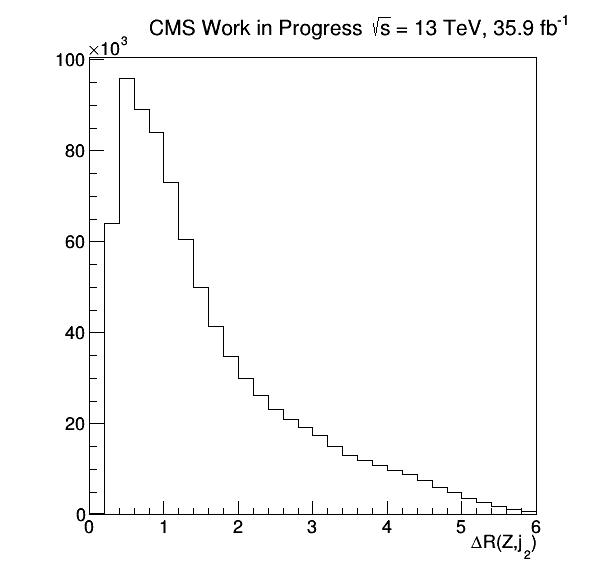 CMS Work in Progress √s = 13 TeV, 35.9 fb⁻¹
×10³
100
80
60
40
20
0
0 1 2 3 4 5 6
ΔR(Z,j₂)